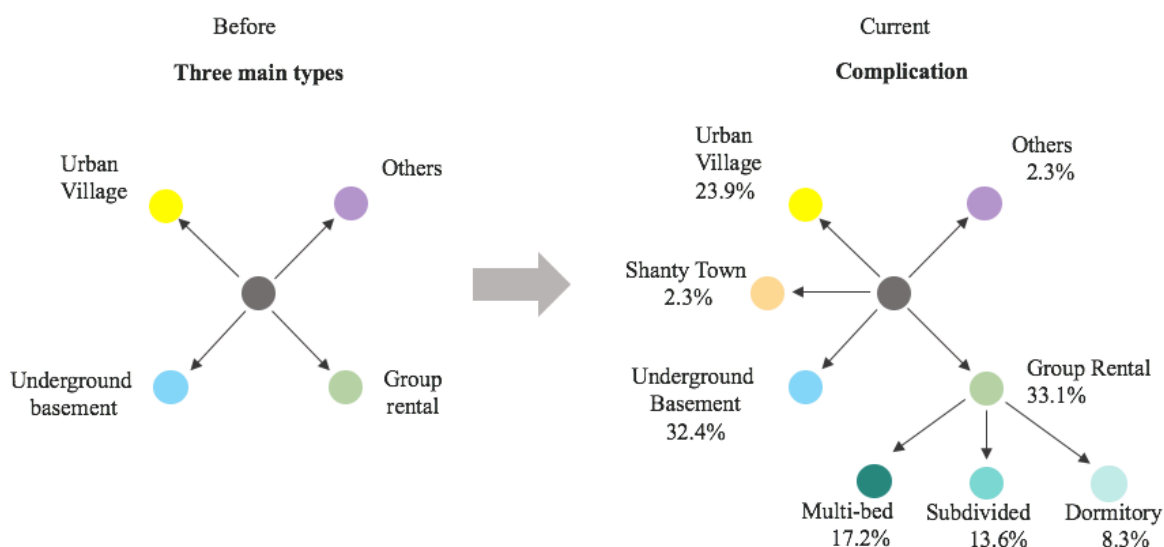 Before
Three main types
Urban
Village
Others
Underground
basement
Group
rental
Current
Complication
Urban
Village
23.9%
Others
2.3%
Shanty Town
2.3%
Underground
Basement
32.4%
Group Rental
33.1%
Multi-bed
17.2%
Subdivided
13.6%
Dormitory
8.3%